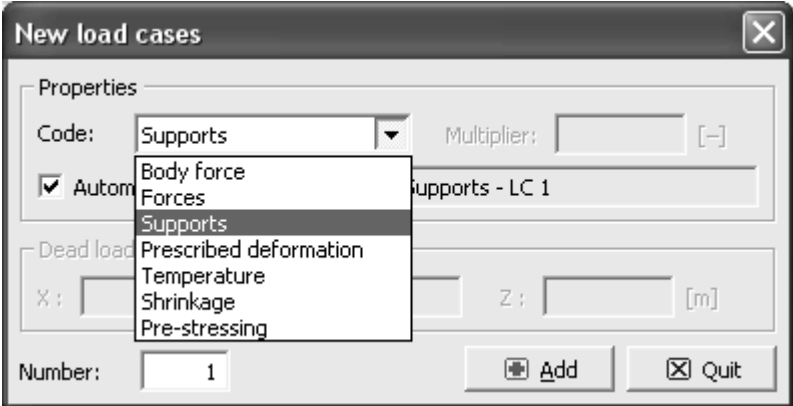 New load cases
Properties
Code: Supports Multiplier: [-]
Body force
Autom upports - LC 1
Forces
Supports
Dead load
Prescribed deformation
Temperature
X : Z : [m]
Shrinkage
Pre-stressing
Number: 1 Add Quit